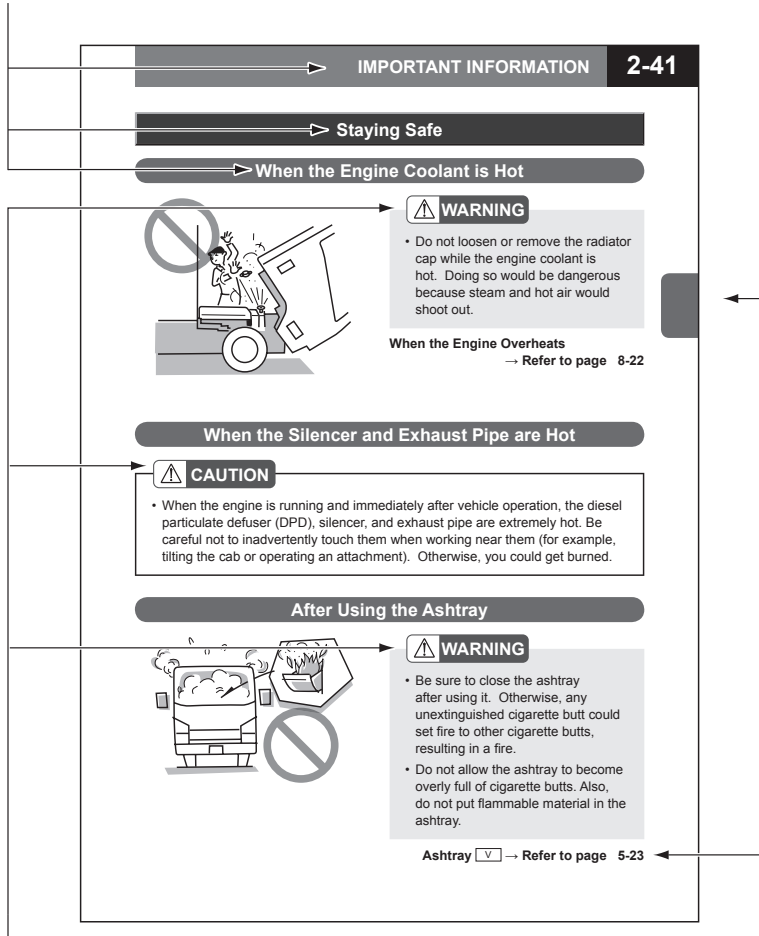 IMPORTANT INFORMATION 2-41
Staying Safe
When the Engine Coolant is Hot
WARNING
• Do not loosen or remove the radiator
cap while the engine coolant is
hot. Doing so would be dangerous
because steam and hot air would
shoot out.
When the Engine Overheats
→ Refer to page 8-22
When the Silencer and Exhaust Pipe are Hot
CAUTION
• When the engine is running and immediately after vehicle operation, the diesel
particulate defuser (DPD), silencer, and exhaust pipe are extremely hot. Be
careful not to inadvertently touch them when working near them (for example,
tilting the cab or operating an attachment). Otherwise, you could get burned.
After Using the Ashtray
WARNING
• Be sure to close the ashtray
after using it. Otherwise, any
unextinguished cigarette butt could
set fire to other cigarette butts,
resulting in a fire.
• Do not allow the ashtray to become
overly full of cigarette butts. Also,
do not put flammable material in the
ashtray.
Ashtray V → Refer to page 5-23